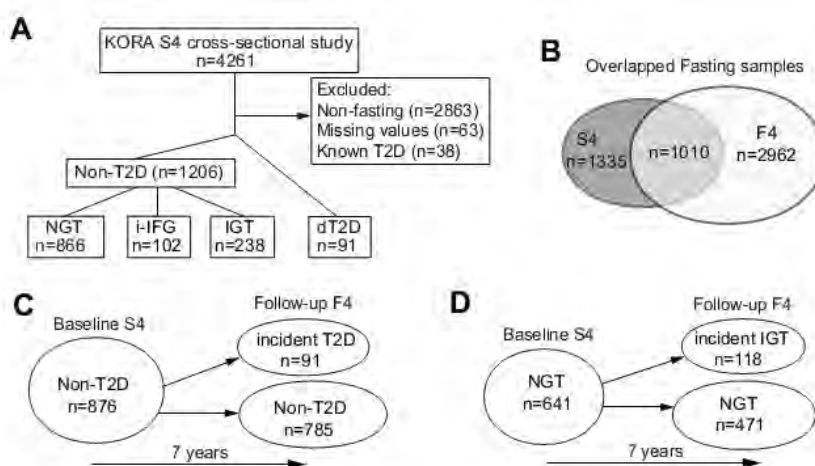 A
KORA S4 cross-sectional study
n=4261
Excluded:
Non-fasting (n=2863)
Missing values (n=63)
Known T2D (n=38)
Non-T2D (n=1206)
NGT
n=866
i-IFG
n=102
IGT
n=238
dT2D
n=91
B
Overlapped Fasting samples
S4
n=1335
n=1010
F4
n=2962
C
Baseline S4
Follow-up F4
Non-T2D
n=876
incident T2D
n=91
Non-T2D
n=785
7 years
D
Baseline S4
Follow-up F4
NGT
n=641
incident IGT
n=118
NGT
n=471
7 years